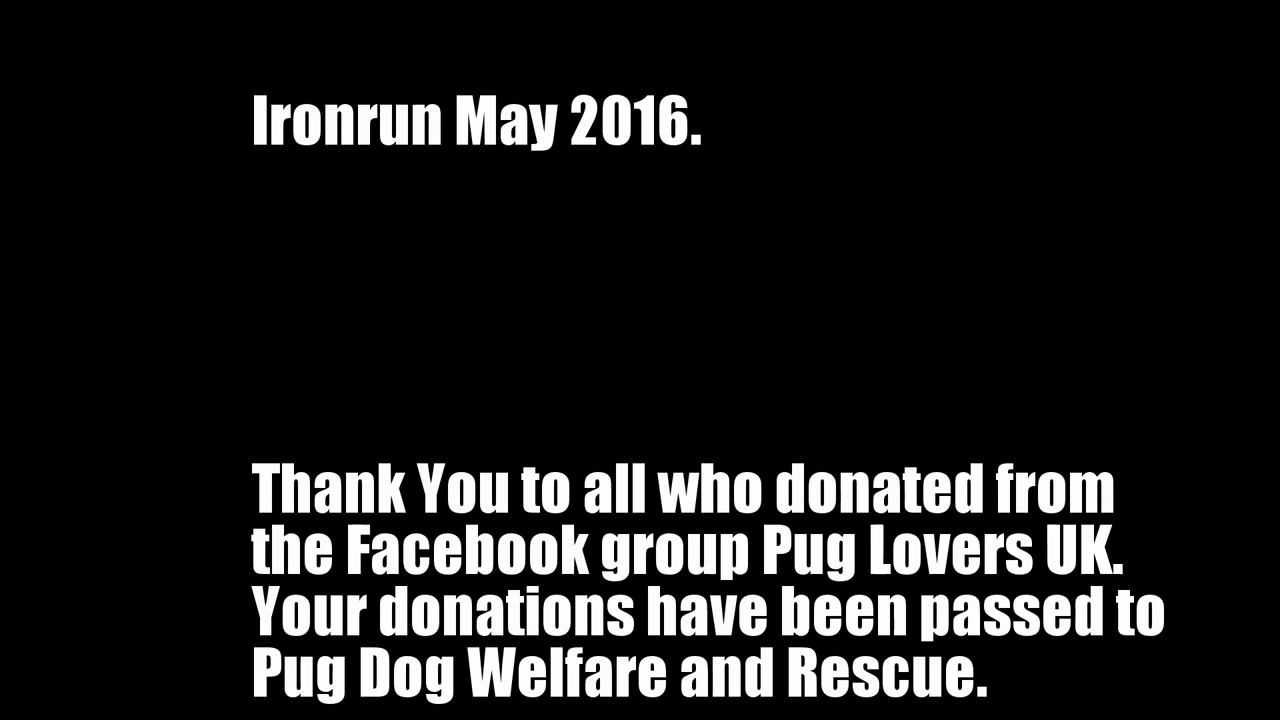 Ironrun May 2016.
Thank You to all who donated from
the Facebook group Pug Lovers UK.
Your donations have been passed to
Pug Dog Welfare and Rescue.